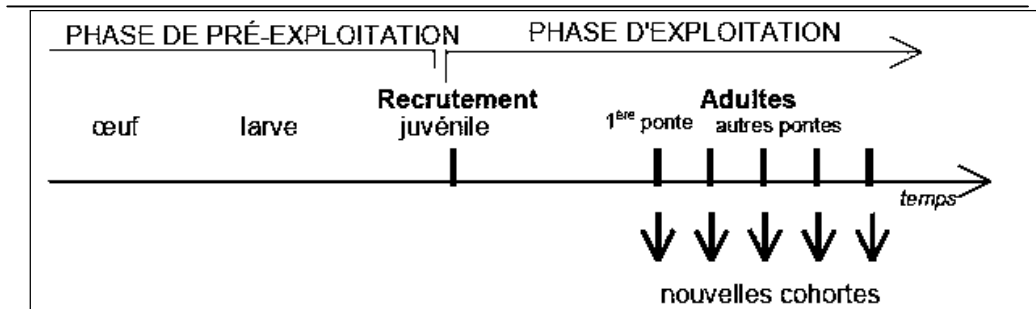 PHASE DE PRÉ-EXPLOITATION PHASE D'EXPLOITATION
Recrutement Adultes
œuf larve juvénile 1ère ponte autres pontes
temps
nouvelles cohortes